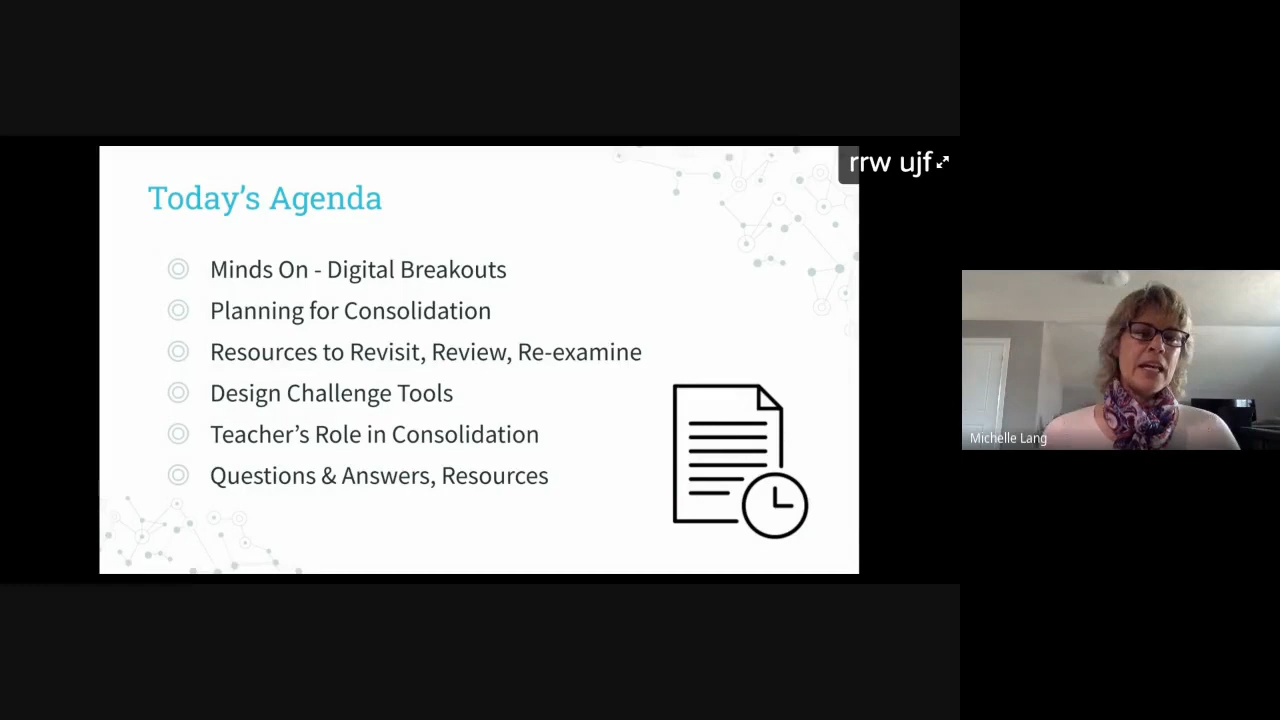 rrw ujf
Today's Agenda
Minds On - Digital Breakouts
Planning for Consolidation
Resources to Revisit, Review, Re-examine
Design Challenge Tools
Teacher's Role in Consolidation
Questions & Answers, Resources
Michelle Lang